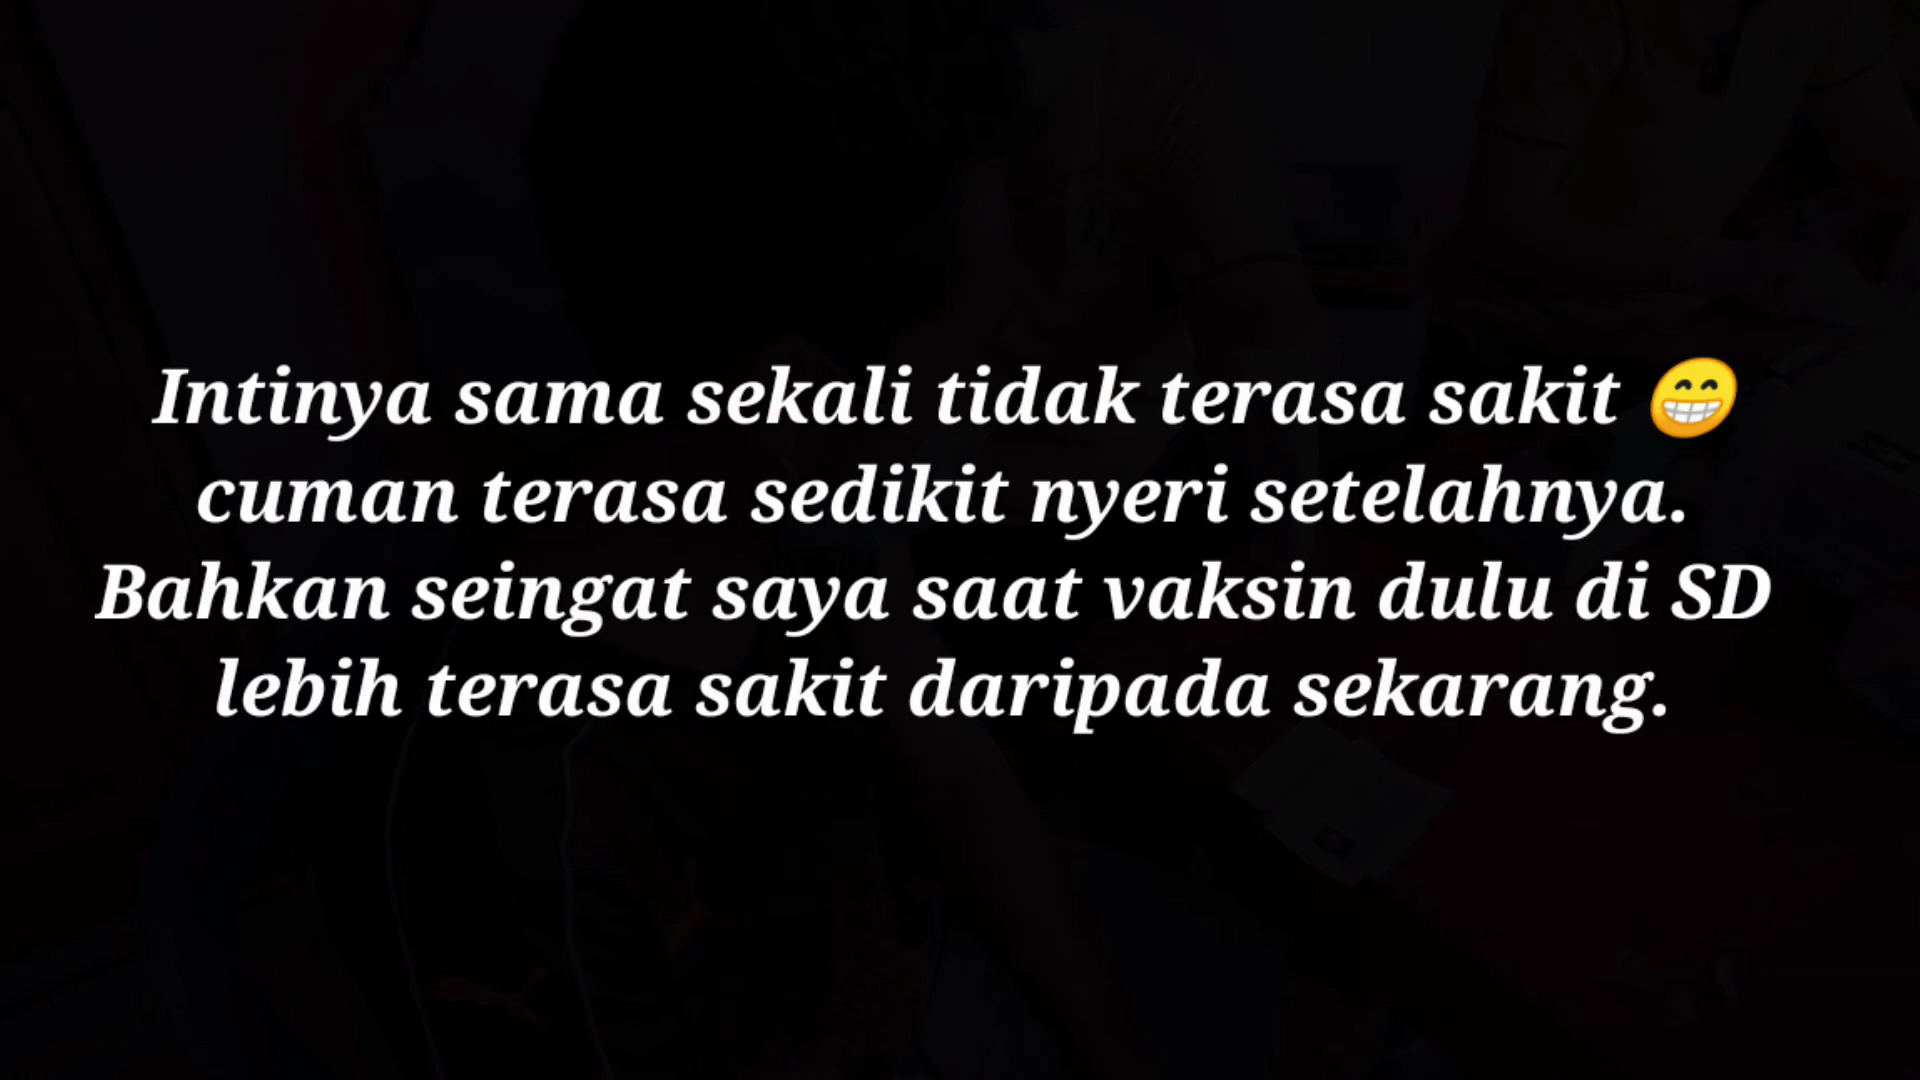 Intinya sama sekali tidak terasa sakit 😁
cuman terasa sedikit nyeri setelahnya.
Bahkan seingat saya saat vaksin dulu di SD
lebih terasa sakit daripada sekarang.